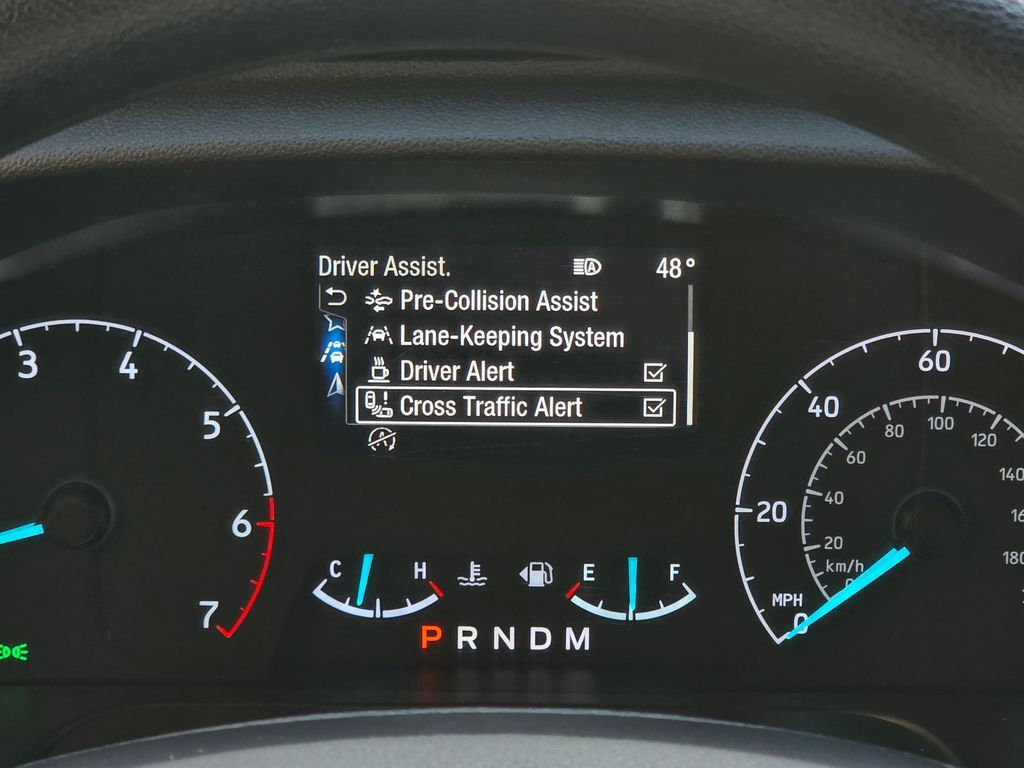 Driver Assist. 48°
Pre-Collision Assist
Lane-Keeping System
Driver Alert
Cross Traffic Alert
3
4
5
6
7
C H
E F
P R N D M
60
40
20
0
MPH
100
80
120
60
40
20
km/h
0
140